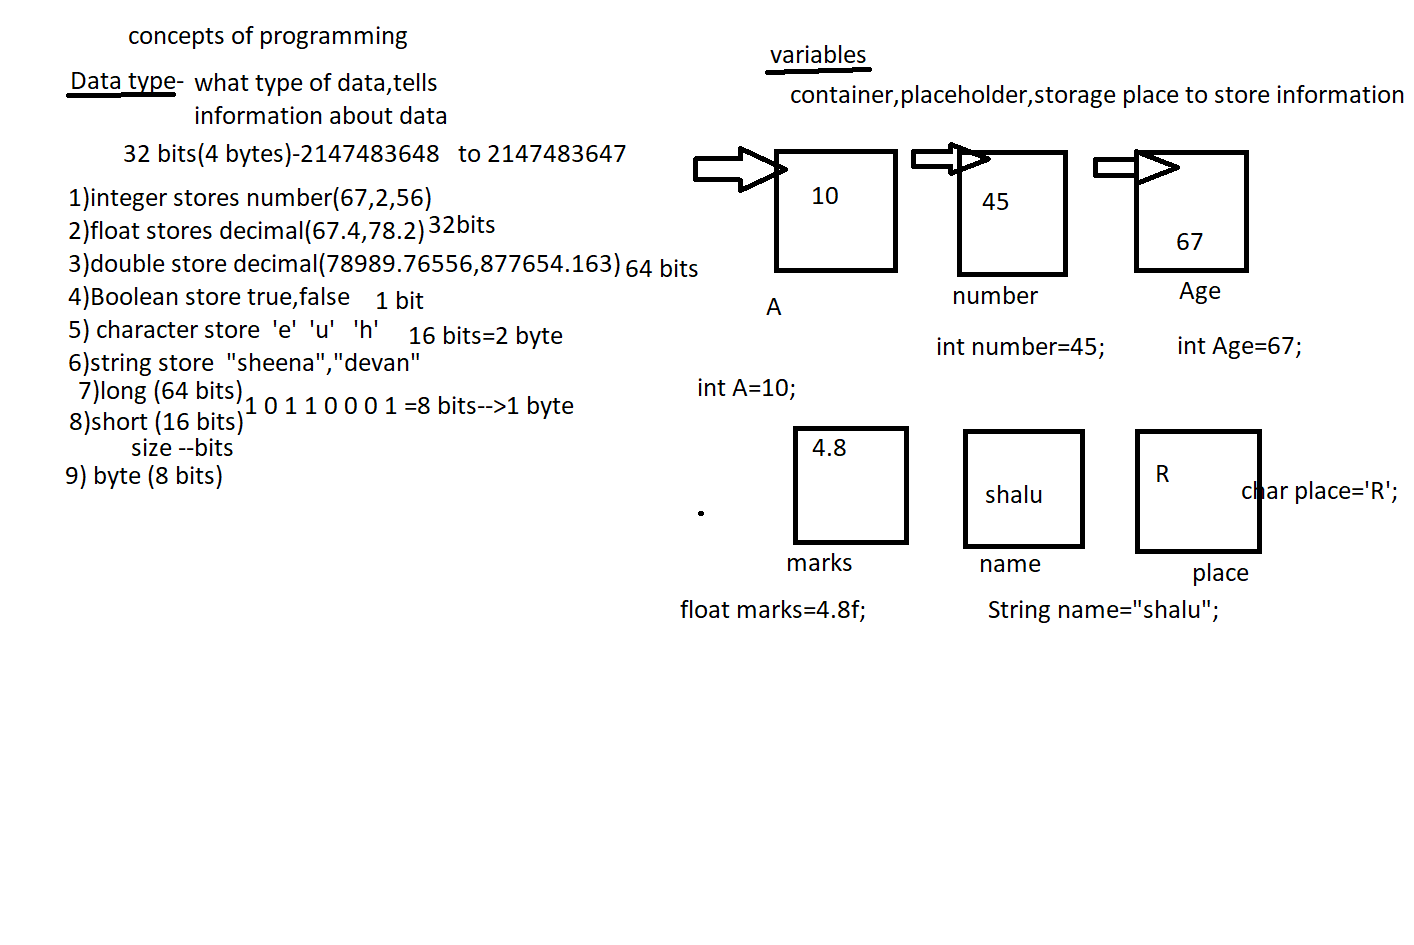 concepts of programming
Data type- what type of data,tells
information about data
32 bits(4 bytes)-2147483648 to 2147483647
1)integer stores number(67,2,56)
2)float stores decimal(67.4,78.2) 32bits
3)double store decimal(78989.76556,877654.163) 64 bits
4)Boolean store true,false 1 bit
5) character store 'e' 'u' 'h' 16 bits=2 byte
6)string store "sheena","devan"
7)long (64 bits)
1 0 1 1 0 0 0 1 =8 bits-->1 byte
8)short (16 bits)
size --bits
9) byte (8 bits)
variables
container,placeholder,storage place to store information
10 45 67
A number Age
int number=45; int Age=67;
int A=10;
4.8 shalu R
char place='R';
marks name place
float marks=4.8f; String name="shalu";